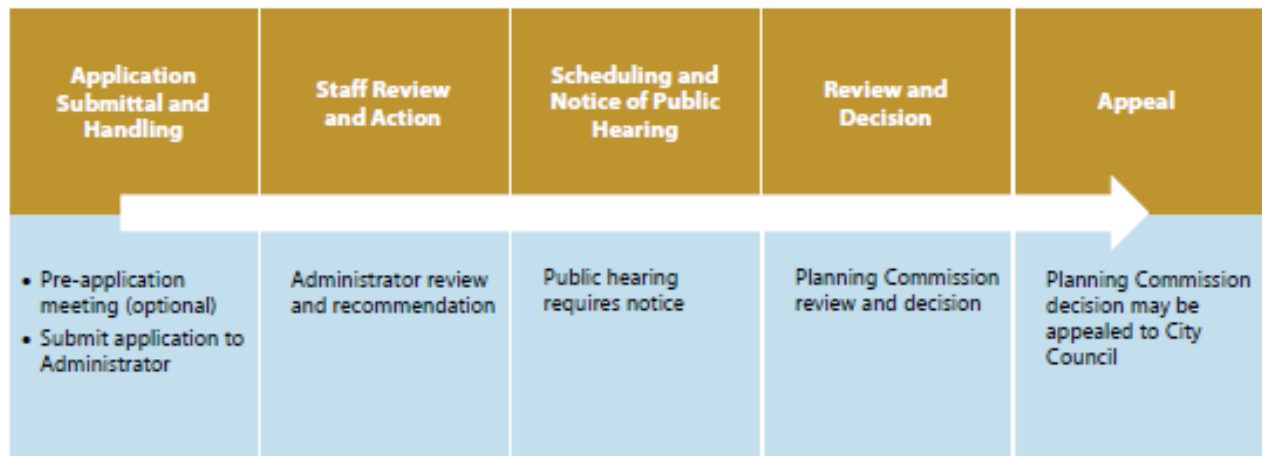 Application
Submittal and
Handling
Staff Review
and Action
Scheduling and
Notice of Public
Hearing
Review and
Decision
Appeal
• Pre-application
meeting (optional)
• Submit application to
Administrator
Administrator review
and recommendation
Public hearing
requires notice
Planning Commission
review and decision
Planning Commission
decision may be
appealed to City
Council